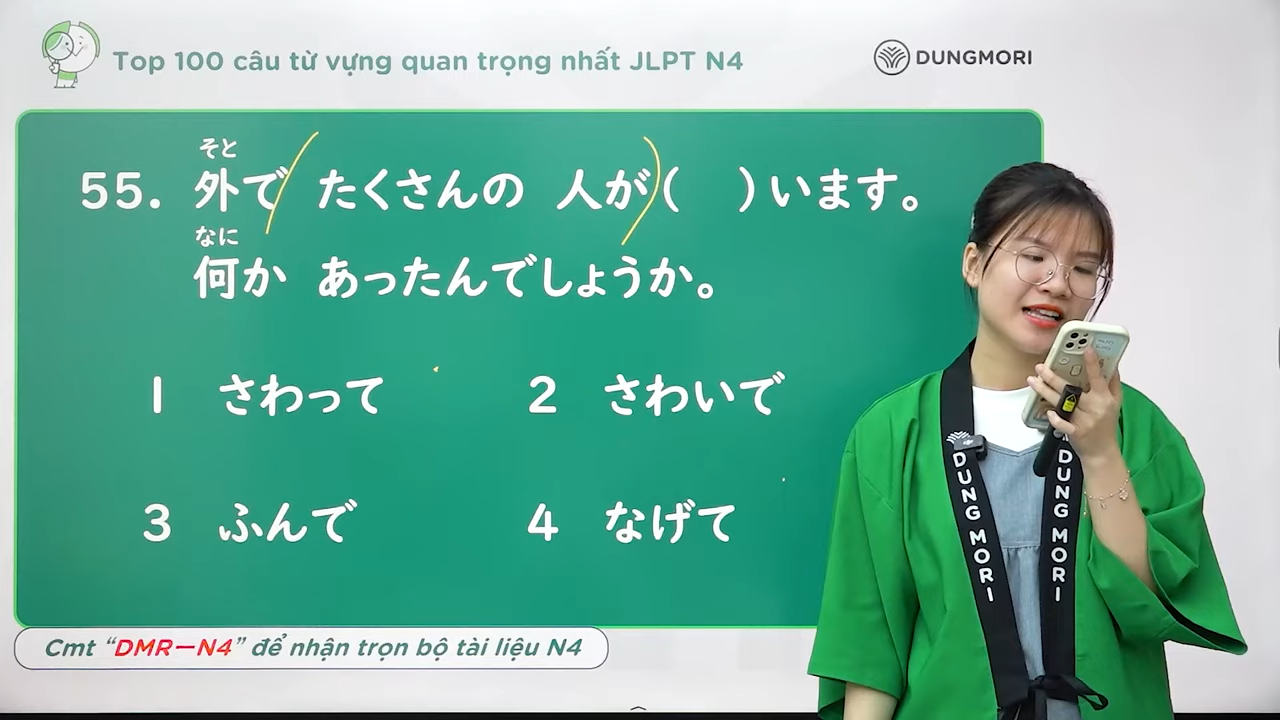 Top 100 câu từ vựng quan trọng nhất JLPT N4
DUNGMORI
そと
55. 外で たくさんの 人が( )います。
なに
何か あったんでしょうか。
1 さわって
2 さわいで
3 ふんで
4 なげて
Cmt “DMR–N4” để nhận trọn bộ tài liệu N4
DUNG MORI
DUNG MORI